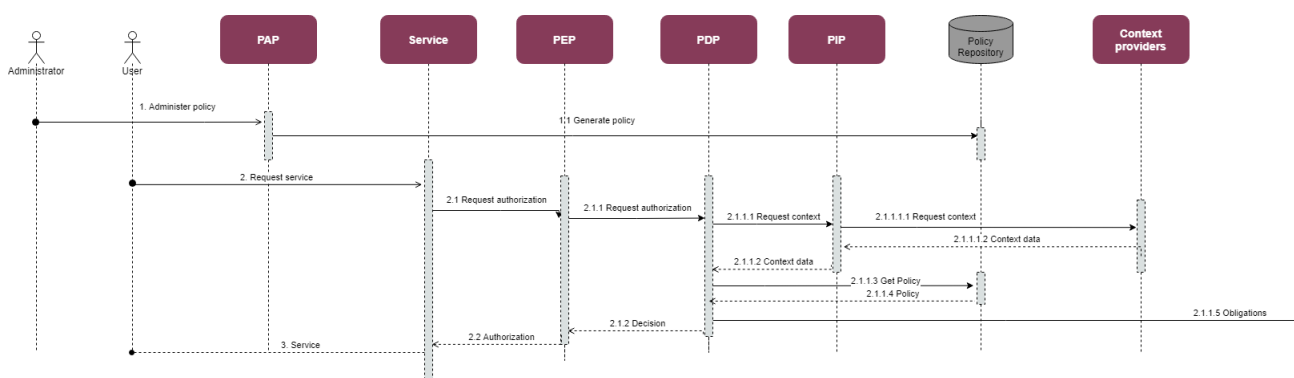 PAP
Service
PEP
PDP
PIP
Policy
Repository
Context
providers
Administrator
User
1. Administer policy
1.1 Generate policy
2. Request service
2.1 Request authorization
2.1.1 Request authorization
2.1.1.1 Request context
2.1.1.1.1 Request context
2.1.1.1.2 Context data
2.1.1.2 Context data
2.1.1.3 Get Policy
2.1.1.4 Policy
2.1.1.5 Obligations
2.1.2 Decision
2.2 Authorization
3. Service